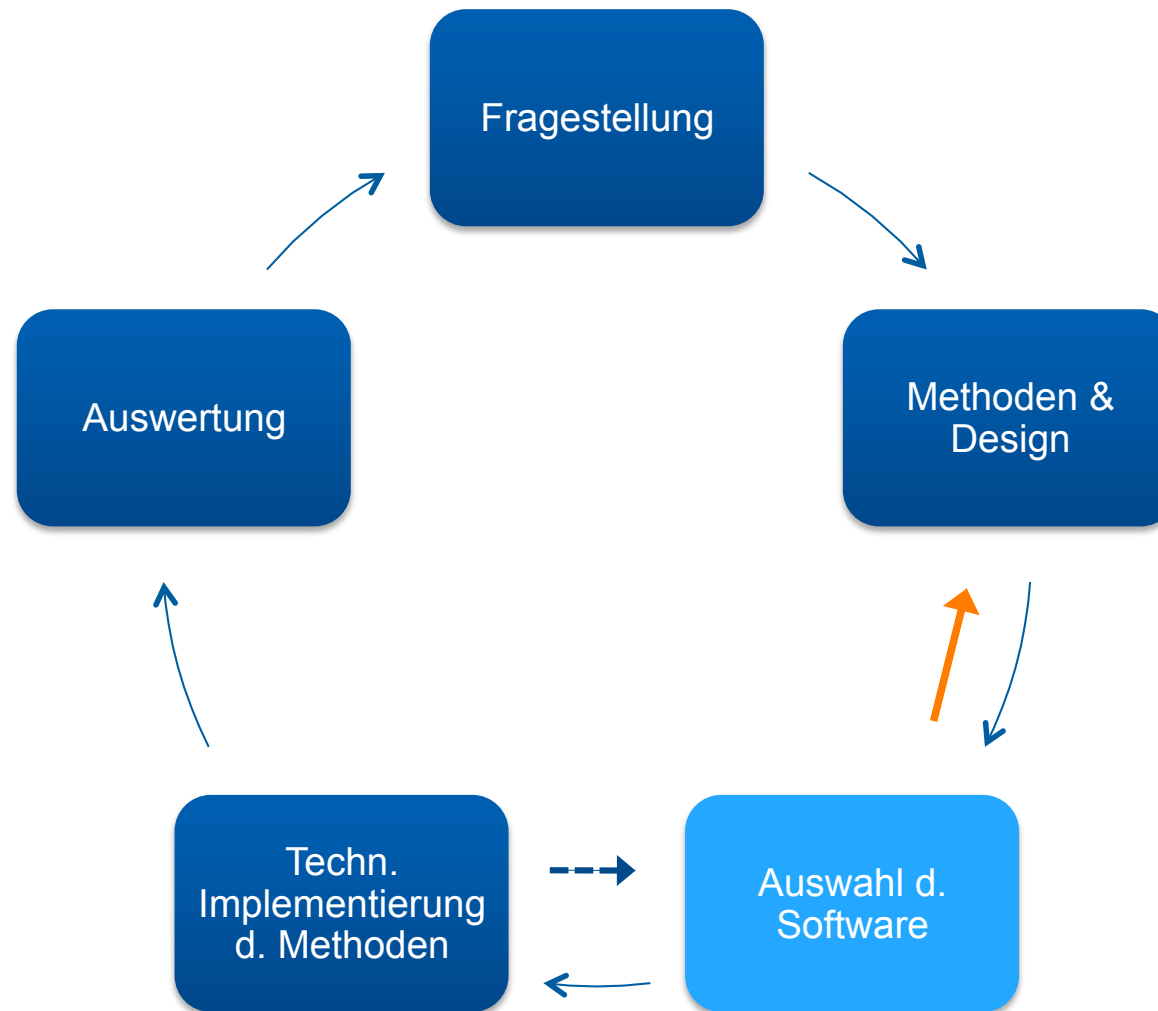 Fragestellung
Methoden &
Design
Auswahl d.
Software
Techn.
Implementierung
d. Methoden
Auswertung